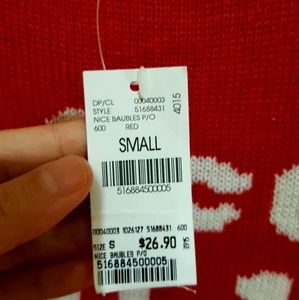 DP/CL 00040003
STYLE 51688431
NICE BAUBLES P/O
600 RED
4015
SMALL
516884500005
00040003 1026127 51688431 600
SIZE S $26.90
NICE BAUBLES P/O
516884500005